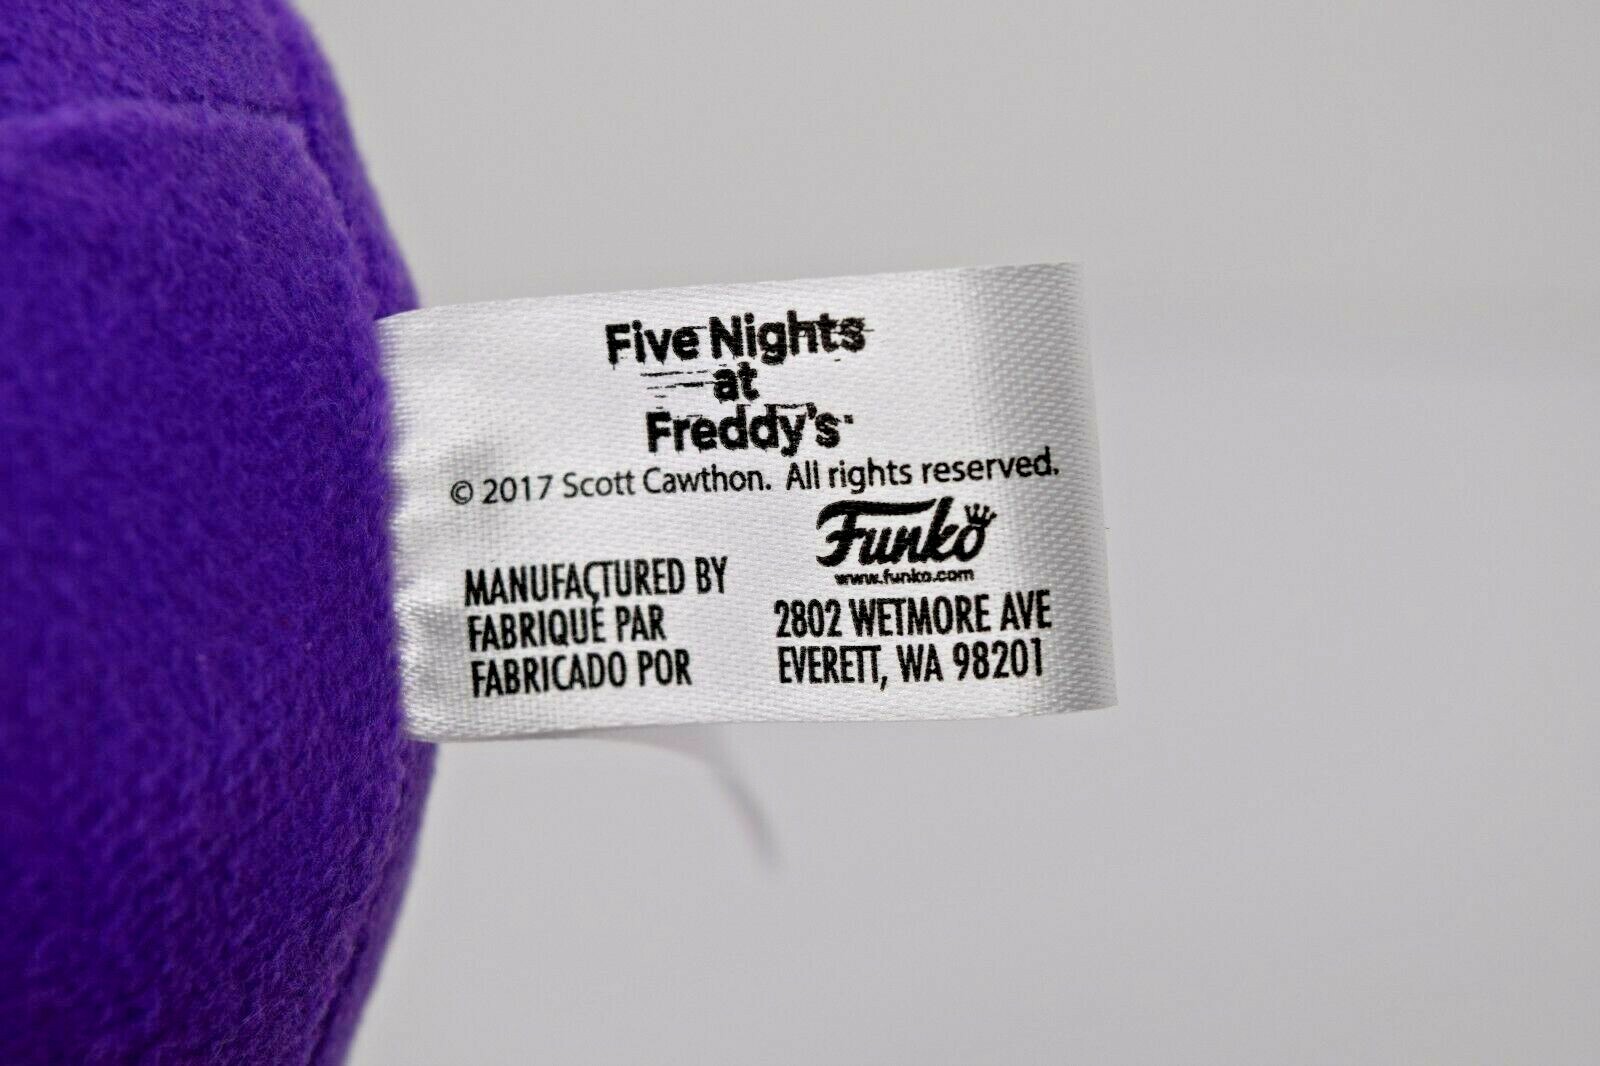 Five Nights
at
Freddy's™
© 2017 Scott Cawthon. All rights reserved.
Funko
www.funko.com
MANUFACTURED BY
FABRIQUÉ PAR
FABRICADO POR
2802 WETMORE AVE
EVERETT, WA 98201